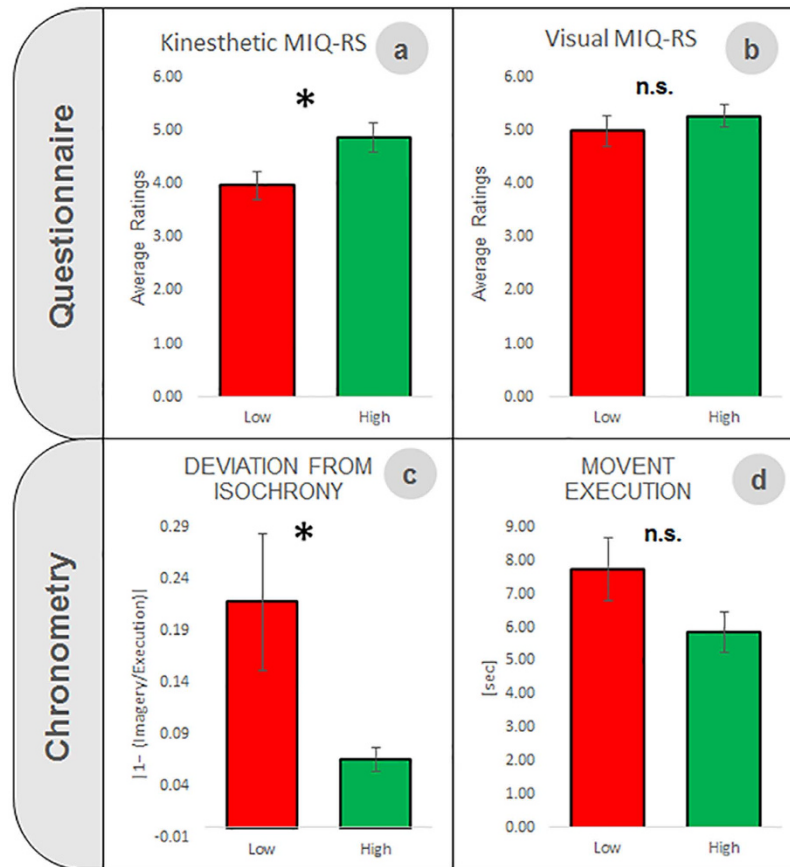 Questionnaire
Kinesthetic MIQ-RS
a
*
6.00
5.00
4.00
3.00
2.00
1.00
0.00
Average Ratings
Low
High
Visual MIQ-RS
b
n.s.
6.00
5.00
4.00
3.00
2.00
1.00
0.00
Average Ratings
Low
High
Chronometry
DEVIATION FROM
ISOCHRONY
c
*
0.29
0.24
0.19
0.14
0.09
0.04
-0.01
|1– (Imagery/Execution)|
Low
High
MOVENT
EXECUTION
d
n.s.
9.00
8.00
7.00
6.00
5.00
4.00
3.00
2.00
1.00
0.00
[sec]
Low
High